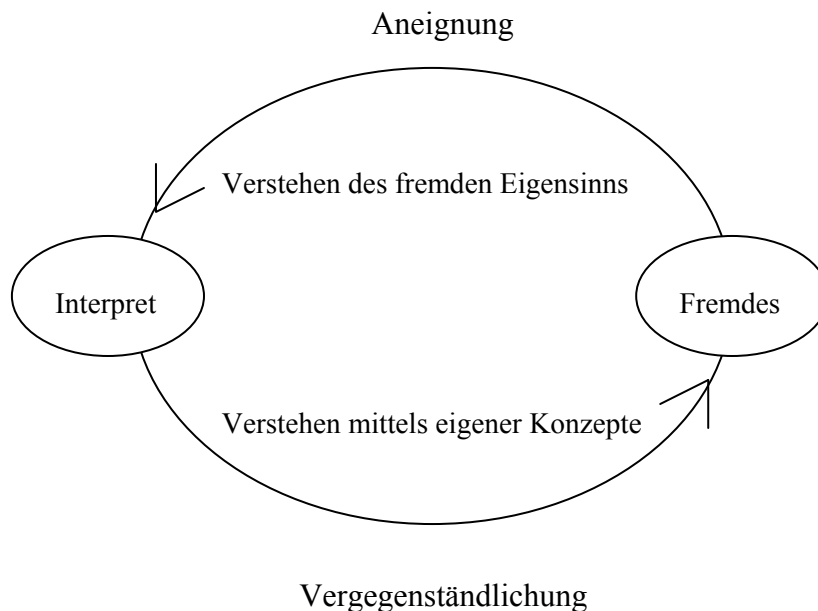 Aneignung
Verstehen des fremden Eigensinns
Interpret
Fremdes
Verstehen mittels eigener Konzepte
Vergegenständlichung